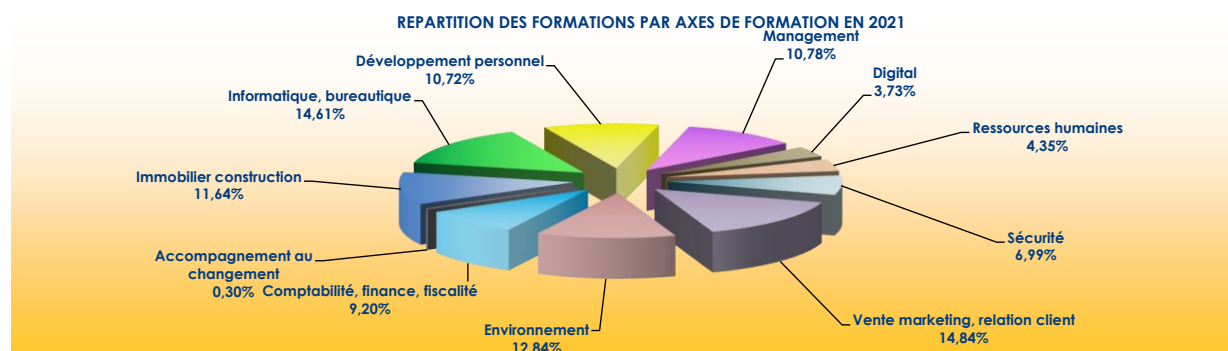 REPARTITION DES FORMATIONS PAR AXES DE FORMATION EN 2021
Management
10,78%
Développement personnel
10,72%
Digital
3,73%
Informatique, bureautique
14,61%
Ressources humaines
4,35%
Immobilier construction
11,64%
Sécurité
6,99%
Accompagnement au
changement
0,30%
Comptabilité, finance, fiscalité
9,20%
Vente marketing, relation client
14,84%
Environnement
12,84%